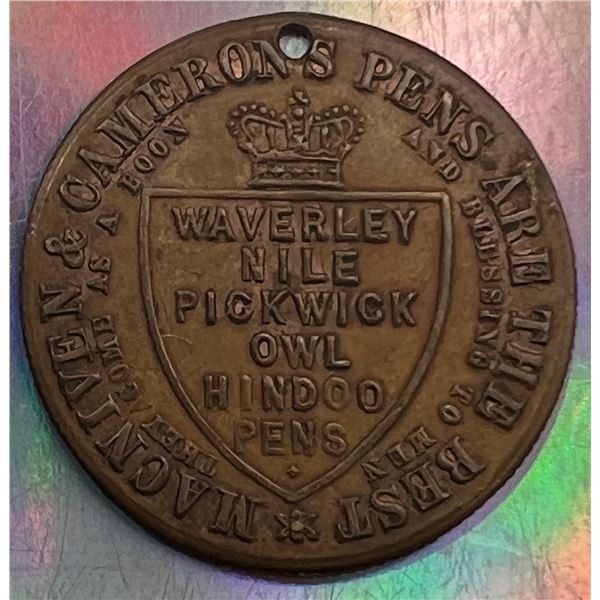 MACNIVEN & CAMERON'S PENS ARE THE BEST
THEY COME AS A BOON AND BLESSING TO MEN
WAVERLEY
NILE
PICKWICK
OWL
HINDOO
PENS